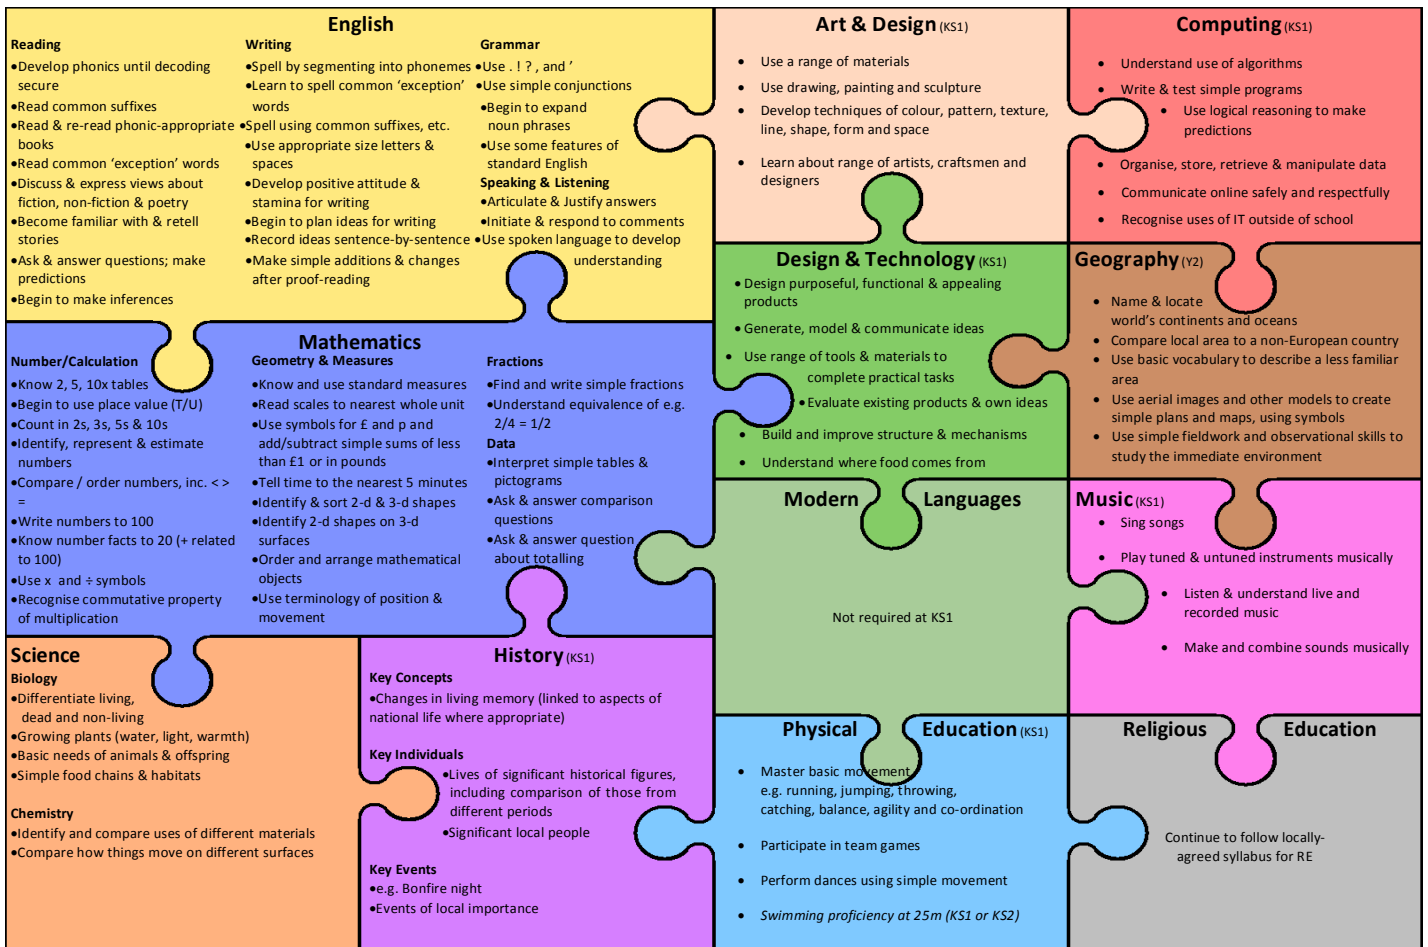 English
Reading
•Develop phonics until decoding
secure
•Read common suffixes
•Read & re-read phonic-appropriate
books
•Read common ‘exception’ words
•Discuss & express views about
fiction, non-fiction & poetry
•Become familiar with & retell
stories
•Ask & answer questions; make
predictions
•Begin to make inferences
Writing
•Spell by segmenting into phonemes
•Learn to spell common ‘exception’
words
•Spell using common suffixes, etc.
•Use appropriate size letters &
spaces
•Develop positive attitude &
stamina for writing
•Begin to plan ideas for writing
•Record ideas sentence-by-sentence
•Make simple additions & changes
after proof-reading
Grammar
•Use . ! ? , and ’
•Use simple conjunctions
•Begin to expand
noun phrases
•Use some features of
standard English
Speaking & Listening
•Articulate & Justify answers
•Initiate & respond to comments
•Use spoken language to develop
understanding
Art & Design (KS1)
• Use a range of materials
• Use drawing, painting and sculpture
• Develop techniques of colour, pattern, texture,
line, shape, form and space
• Learn about range of artists, craftsmen and
designers
Computing (KS1)
• Understand use of algorithms
• Write & test simple programs
• Use logical reasoning to make
predictions
• Organise, store, retrieve & manipulate data
• Communicate online safely and respectfully
• Recognise uses of IT outside of school
Mathematics
Number/Calculation
•Know 2, 5, 10x tables
•Begin to use place value (T/U)
•Count in 2s, 3s, 5s & 10s
•Identify, represent & estimate
numbers
•Compare / order numbers, inc. < >
=
•Write numbers to 100
•Know number facts to 20 (+ related
to 100)
•Use x and ÷ symbols
•Recognise commutative property
of multiplication
Geometry & Measures
•Know and use standard measures
•Read scales to nearest whole unit
•Use symbols for £ and p and
add/subtract simple sums of less
than £1 or in pounds
•Tell time to the nearest 5 minutes
•Identify & sort 2-d & 3-d shapes
•Identify 2-d shapes on 3-d
surfaces
•Order and arrange mathematical
objects
•Use terminology of position &
movement
Fractions
•Find and write simple fractions
•Understand equivalence of e.g.
2/4 = 1/2
Data
•Interpret simple tables &
pictograms
•Ask & answer comparison
questions
•Ask & answer question
about totalling
Design & Technology (KS1)
• Design purposeful, functional & appealing
products
• Generate, model & communicate ideas
• Use range of tools & materials to
complete practical tasks
• Evaluate existing products & own ideas
• Build and improve structure & mechanisms
• Understand where food comes from
Geography (Y2)
• Name & locate
world’s continents and oceans
• Compare local area to a non-European country
• Use basic vocabulary to describe a less familiar
area
• Use aerial images and other models to create
simple plans and maps, using symbols
• Use simple fieldwork and observational skills to
study the immediate environment
Modern Languages
Not required at KS1
Music (KS1)
• Sing songs
• Play tuned & untuned instruments musically
• Listen & understand live and
recorded music
• Make and combine sounds musically
Science
Biology
•Differentiate living,
dead and non-living
•Growing plants (water, light, warmth)
•Basic needs of animals & offspring
•Simple food chains & habitats
Chemistry
•Identify and compare uses of different materials
•Compare how things move on different surfaces
History (KS1)
Key Concepts
•Changes in living memory (linked to aspects of
national life where appropriate)
Key Individuals
•Lives of significant historical figures,
including comparison of those from
different periods
•Significant local people
Key Events
•e.g. Bonfire night
•Events of local importance
Physical Education (KS1)
• Master basic movement,
e.g. running, jumping, throwing,
catching, balance, agility and co-ordination
• Participate in team games
• Perform dances using simple movement
• Swimming proficiency at 25m (KS1 or KS2)
Religious Education
Continue to follow locally-
agreed syllabus for RE